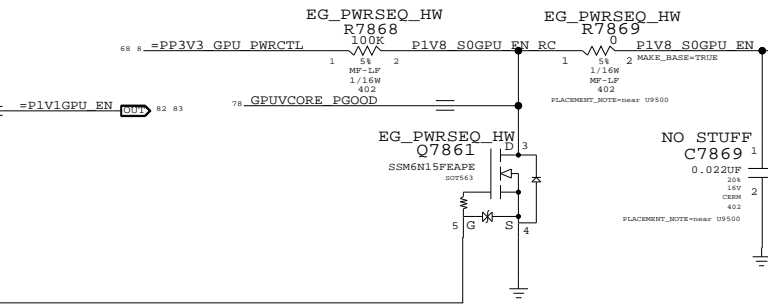 EG_PWRSEQ_HW
R7868
100K
68 8 =PP3V3_GPU_PWRCTL
1 5% 2
MF-LF
1/16W
402
P1V8_S0GPU_EN_RC
EG_PWRSEQ_HW
R7869
0
1 5% 2
1/16W
MF-LF
402
PLACEMENT_NOTE=near U9500
P1V8_S0GPU_EN
MAKE_BASE=TRUE
=P1V1GPU_EN OUT 82 83
78 GPUVCORE_PGOOD
EG_PWRSEQ_HW
Q7861
SSM6N15FEAPE
SOT563
D 3
5 G S 4
NO STUFF
C7869 1
0.022UF
20%
16V
CERM
402
2
PLACEMENT_NOTE=near U9500